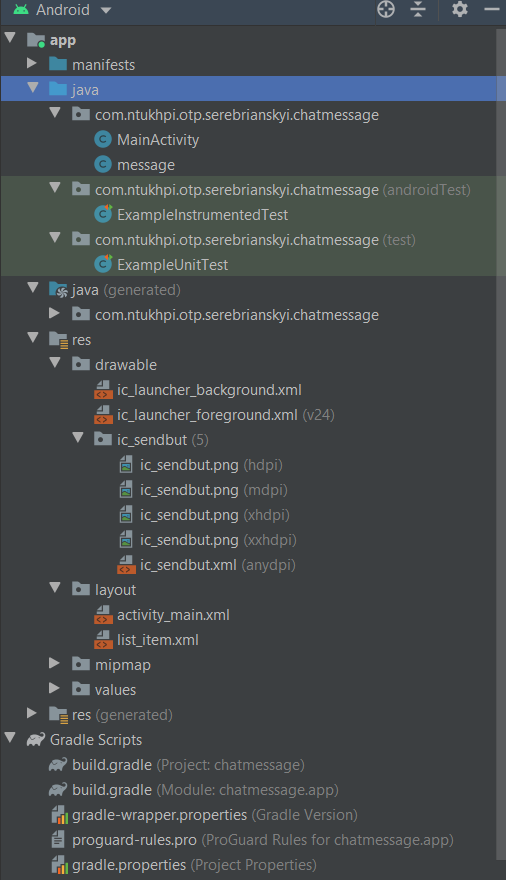 Android
app
manifests
java
com.ntukhpi.otp.serebrianskyi.chatmessage
MainActivity
message
com.ntukhpi.otp.serebrianskyi.chatmessage (androidTest)
ExampleInstrumentedTest
com.ntukhpi.otp.serebrianskyi.chatmessage (test)
ExampleUnitTest
java (generated)
com.ntukhpi.otp.serebrianskyi.chatmessage
res
drawable
ic_launcher_background.xml
ic_launcher_foreground.xml (v24)
ic_sendbut (5)
ic_sendbut.png (hdpi)
ic_sendbut.png (mdpi)
ic_sendbut.png (xhdpi)
ic_sendbut.png (xxhdpi)
ic_sendbut.xml (anydpi)
layout
activity_main.xml
list_item.xml
mipmap
values
res (generated)
Gradle Scripts
build.gradle (Project: chatmessage)
build.gradle (Module: chatmessage.app)
gradle-wrapper.properties (Gradle Version)
proguard-rules.pro (ProGuard Rules for chatmessage.app)
gradle.properties (Project Properties)